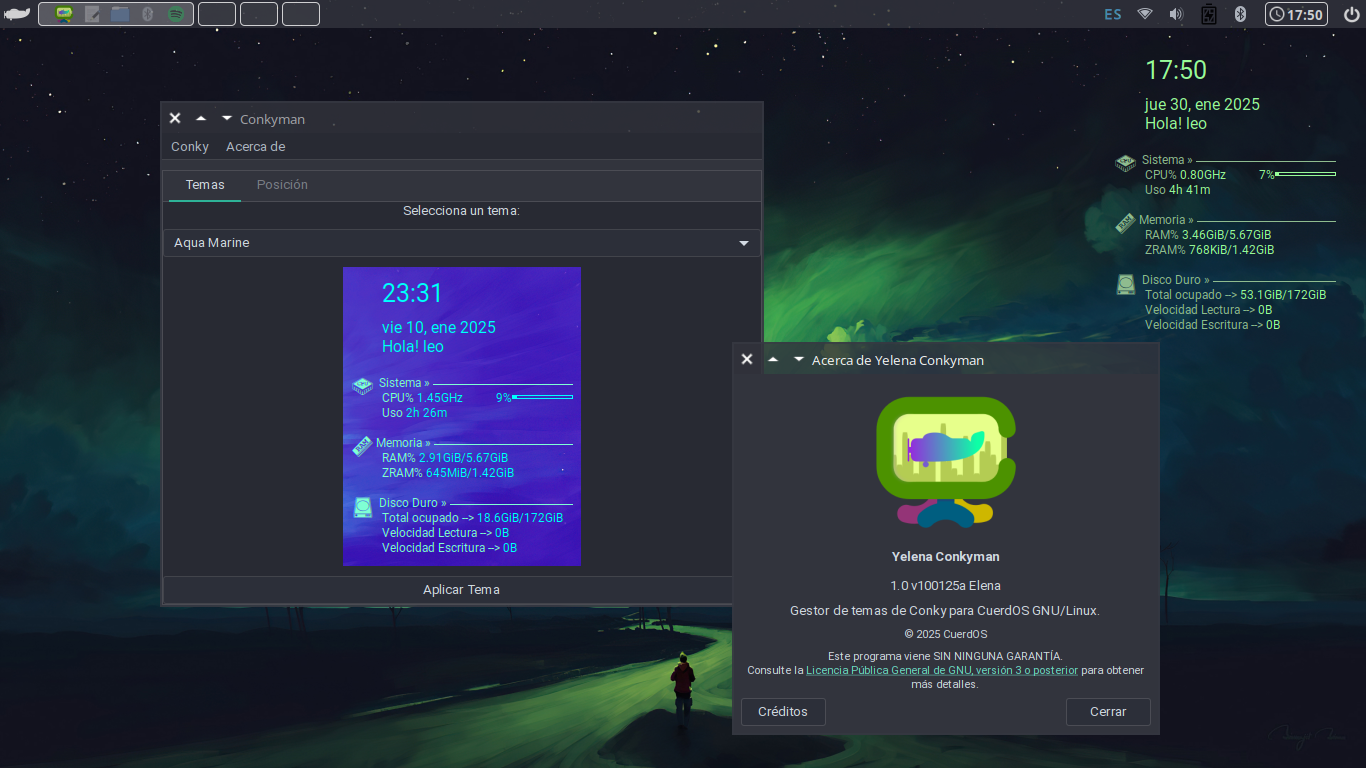 ES
17:50
17:50
jue 30, ene 2025
Hola! leo
Sistema »
CPU% 0.80GHz 7%
Uso 4h 41m
Memoria »
RAM% 3.46GiB/5.67GiB
ZRAM% 768KiB/1.42GiB
Disco Duro »
Total ocupado --> 53.1GiB/172GiB
Velocidad Lectura --> 0B
Velocidad Escritura --> 0B
Conkyman
Conky Acerca de
Temas Posición
Selecciona un tema:
Aqua Marine
23:31
vie 10, ene 2025
Hola! leo
Sistema »
CPU% 1.45GHz 9%
Uso 2h 26m
Memoria »
RAM% 2.91GiB/5.67GiB
ZRAM% 645MiB/1.42GiB
Disco Duro »
Total ocupado --> 18.6GiB/172GiB
Velocidad Lectura --> 0B
Velocidad Escritura --> 0B
Aplicar Tema
Acerca de Yelena Conkyman
Yelena Conkyman
1.0 v100125a Elena
Gestor de temas de Conky para CuerdOS GNU/Linux.
© 2025 CuerdOS
Este programa viene SIN NINGUNA GARANTÍA.
Consulte la Licencia Pública General de GNU, versión 3 o posterior para obtener
más detalles.
Créditos Cerrar